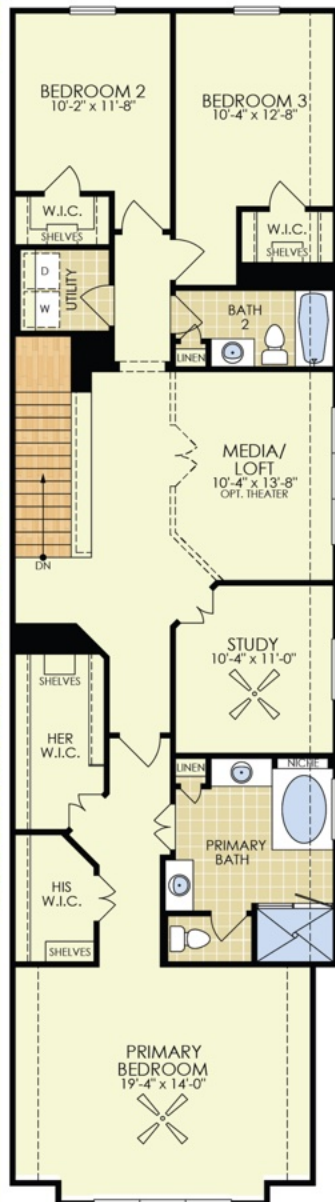 BEDROOM 2
10'-2" x 11'-8"
BEDROOM 3
10'-4" x 12'-8"
W.I.C.
SHELVES
W.I.C.
SHELVES
D
W
UTILITY
BATH
2
LINEN
MEDIA/
LOFT
10'-4" x 13'-8"
OPT. THEATER
DN
STUDY
10'-4" x 11'-0"
SHELVES
HER
W.I.C.
LINEN
NICHE
PRIMARY
BATH
HIS
W.I.C.
SHELVES
PRIMARY
BEDROOM
19'-4" x 14'-0"